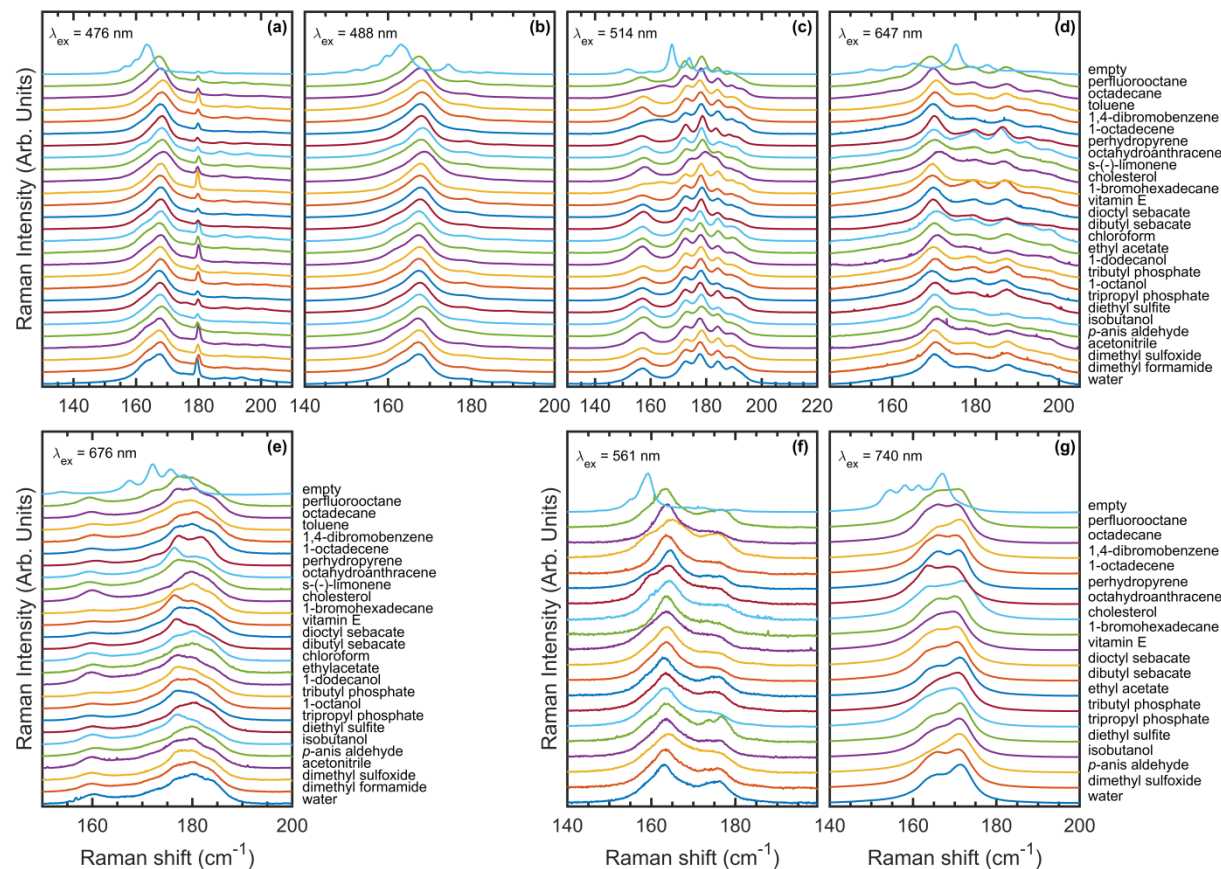 (a)
λex = 476 nm
(b)
λex = 488 nm
(c)
λex = 514 nm
(d)
λex = 647 nm
Raman Intensity (Arb. Units)
empty
perfluorooctane
octadecane
toluene
1,4-dibromobenzene
1-octadecene
perhydropyrene
octahydroanthracene
s-(-)-limonene
cholesterol
1-bromohexadecane
vitamin E
dioctyl sebacate
dibutyl sebacate
chloroform
ethyl acetate
1-dodecanol
tributyl phosphate
1-octanol
tripropyl phosphate
diethyl sulfite
isobutanol
p-anis aldehyde
acetonitrile
dimethyl sulfoxide
dimethyl formamide
water
130 140 150 160 170 180 190 200 210
140 160 180 200
140 160 180 200 220
140 160 180 200
(e)
λex = 676 nm
Raman Intensity (Arb. Units)
empty
perfluorooctane
octadecane
toluene
1,4-dibromobenzene
1-octadecene
perhydropyrene
octahydroanthracene
s-(-)-limonene
cholesterol
1-bromohexadecane
vitamin E
dioctyl sebacate
dibutyl sebacate
chloroform
ethylacetate
1-dodecanol
tributyl phosphate
1-octanol
tripropyl phosphate
diethyl sulfite
isobutanol
p-anis aldehyde
acetonitrile
dimethyl sulfoxide
dimethyl formamide
water
160 180 200
Raman shift (cm-1)
(f)
λex = 561 nm
(g)
λex = 740 nm
Raman Intensity (Arb. Units)
empty
perfluorooctane
octadecane
1,4-dibromobenzene
1-octadecene
perhydropyrene
octahydroanthracene
cholesterol
1-bromohexadecane
vitamin E
dioctyl sebacate
dibutyl sebacate
ethyl acetate
tributyl phosphate
tripropyl phosphate
diethyl sulfite
isobutanol
p-anis aldehyde
dimethyl sulfoxide
water
140 160 180 200
140 160 180 200
Raman shift (cm-1)
Raman shift (cm-1)